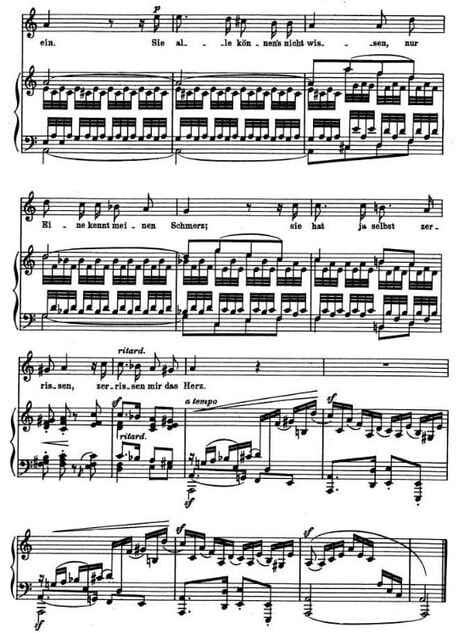 p
ein. Sie al - - le kön - nen's nicht wis - - sen, nur
Ei - ne kennt mei - nen Schmerz; sie hat ja selbst zer-
ritard.
ris - sen, zer - ris - sen mir das Herz.
a tempo
sf
ritard.
sf
sf
sf
sf
sf